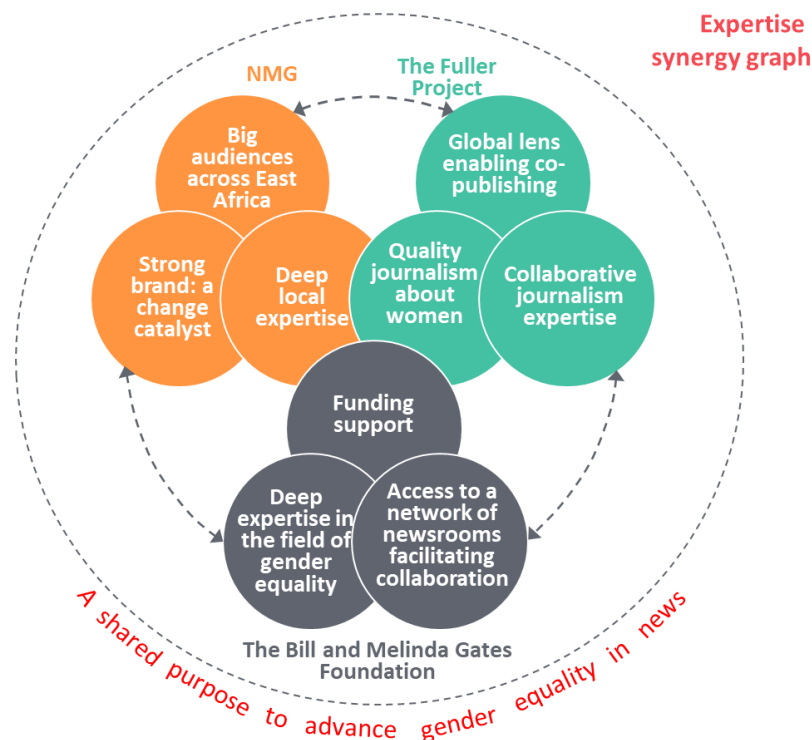 Expertise
synergy graph
NMG
The Fuller
Project
Big
audiences
across East
Africa
Global lens
enabling co-
publishing
Strong
brand: a
change
catalyst
Deep
local
expertise
Quality
journalism
about
women
Collaborative
journalism
expertise
Funding
support
Deep
expertise in
the field of
gender
equality
Access to a
network of
newsrooms
facilitating
collaboration
The Bill and Melinda Gates
Foundation
A shared purpose to advance gender equality in news